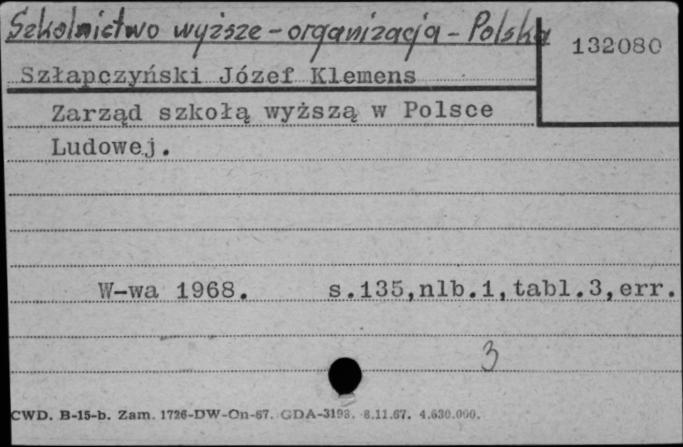 Szkolnictwo wyższe - organizacja - Polska
132080
Szłapczyński Józef Klemens
Zarząd szkołą wyższą w Polsce
Ludowej.
W-wa 1968. s.135,nlb.1,tabl.3,err.
3
CWD. B-15-b. Zam. 1726-DW-On-67. GDA-3193. 8.11.67. 4.630.000.